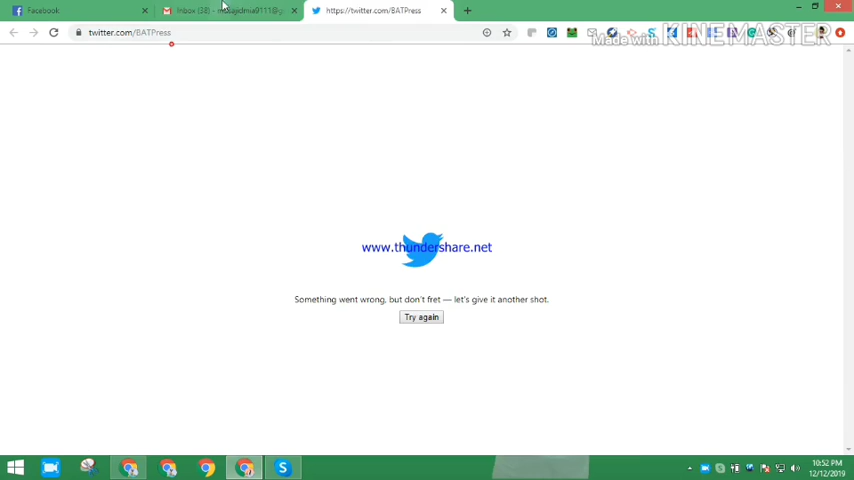 Facebook
Inbox (38) -
https://twitter.com/BATPress
twitter.com/BATPress
Made with KINEMASTER
www.thundershare.net
Something went wrong, but don't fret — let's give it another shot.
Try again
10:52 PM
12/12/2019